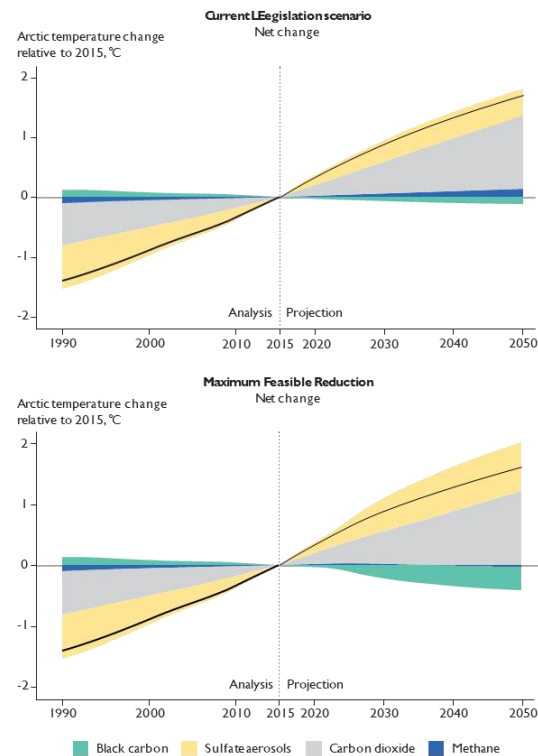 Current LEegislation scenario
Net change
Arctic temperature change
relative to 2015, °C
2
1
0
-1
-2
Analysis Projection
1990 2000 2010 2015 2020 2030 2040 2050
Maximum Feasible Reduction
Net change
Arctic temperature change
relative to 2015, °C
2
1
0
-1
-2
Analysis Projection
1990 2000 2010 2015 2020 2030 2040 2050
Black carbon Sulfate aerosols Carbon dioxide Methane